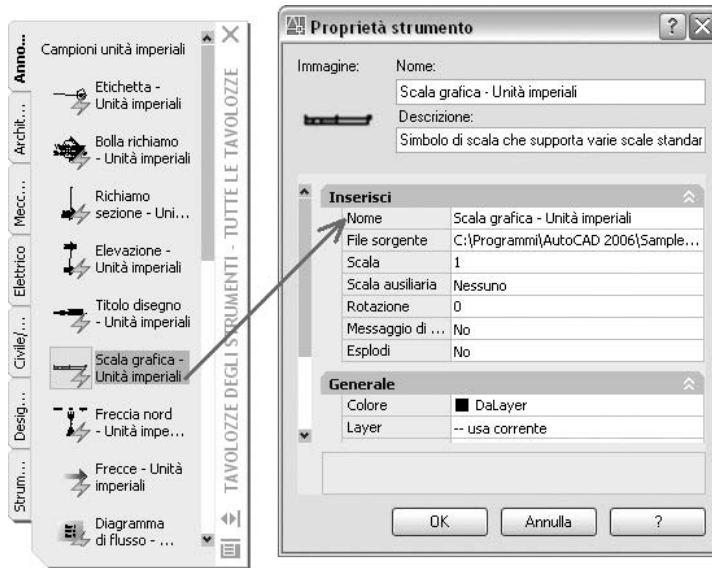 Anno...
Archit...
Mecc...
Elettrico
Civile/...
Desig...
Strum...
Campioni unità imperiali
Etichetta -
Unità imperiali
Bolla richiamo
- Unità imperiali
Richiamo
sezione - Uni...
Elevazione -
Unità imperiali
Titolo disegno
- Unità imperiali
Scala grafica -
Unità imperiali
Freccia nord
- Unità impe...
Frecce - Unità
imperiali
Diagramma
di flusso - ...
TAVOLOZZE DEGLI STRUMENTI - TUTTE LE TAVOLOZZE
Proprietà strumento
?
Immagine:
Nome:
Scala grafica - Unità imperiali
Descrizione:
Simbolo di scala che supporta varie scale standar
Inserisci
Nome Scala grafica - Unità imperiali
File sorgente C:\Programmi\AutoCAD 2006\Sample...
Scala 1
Scala ausiliaria Nessuno
Rotazione 0
Messaggio di ... No
Esplodi No
Generale
Colore DaLayer
Layer -- usa corrente
OK Annulla ?